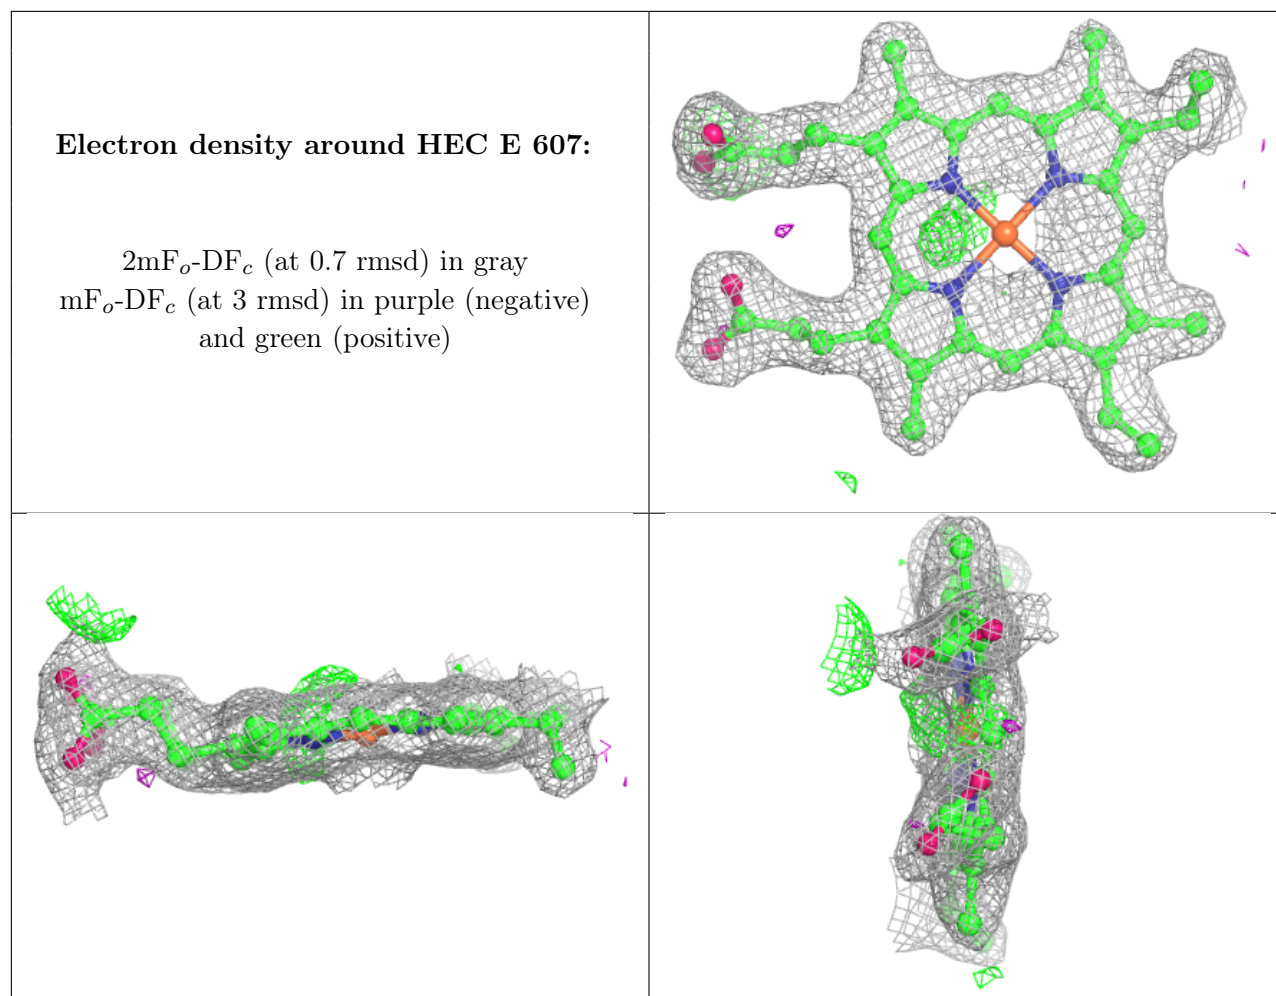 Electron density around HEC E 607:
2mFₒ-DF𝒸 (at 0.7 rmsd) in gray
mFₒ-DF𝒸 (at 3 rmsd) in purple (negative)
and green (positive)